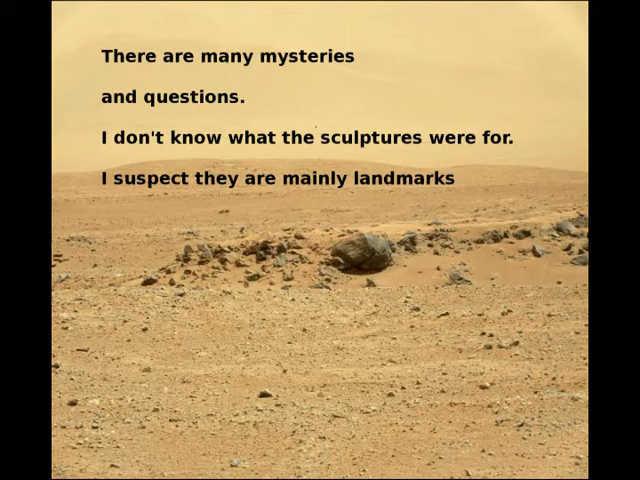 There are many mysteries
and questions.
I don't know what the sculptures were for.
I suspect they are mainly landmarks